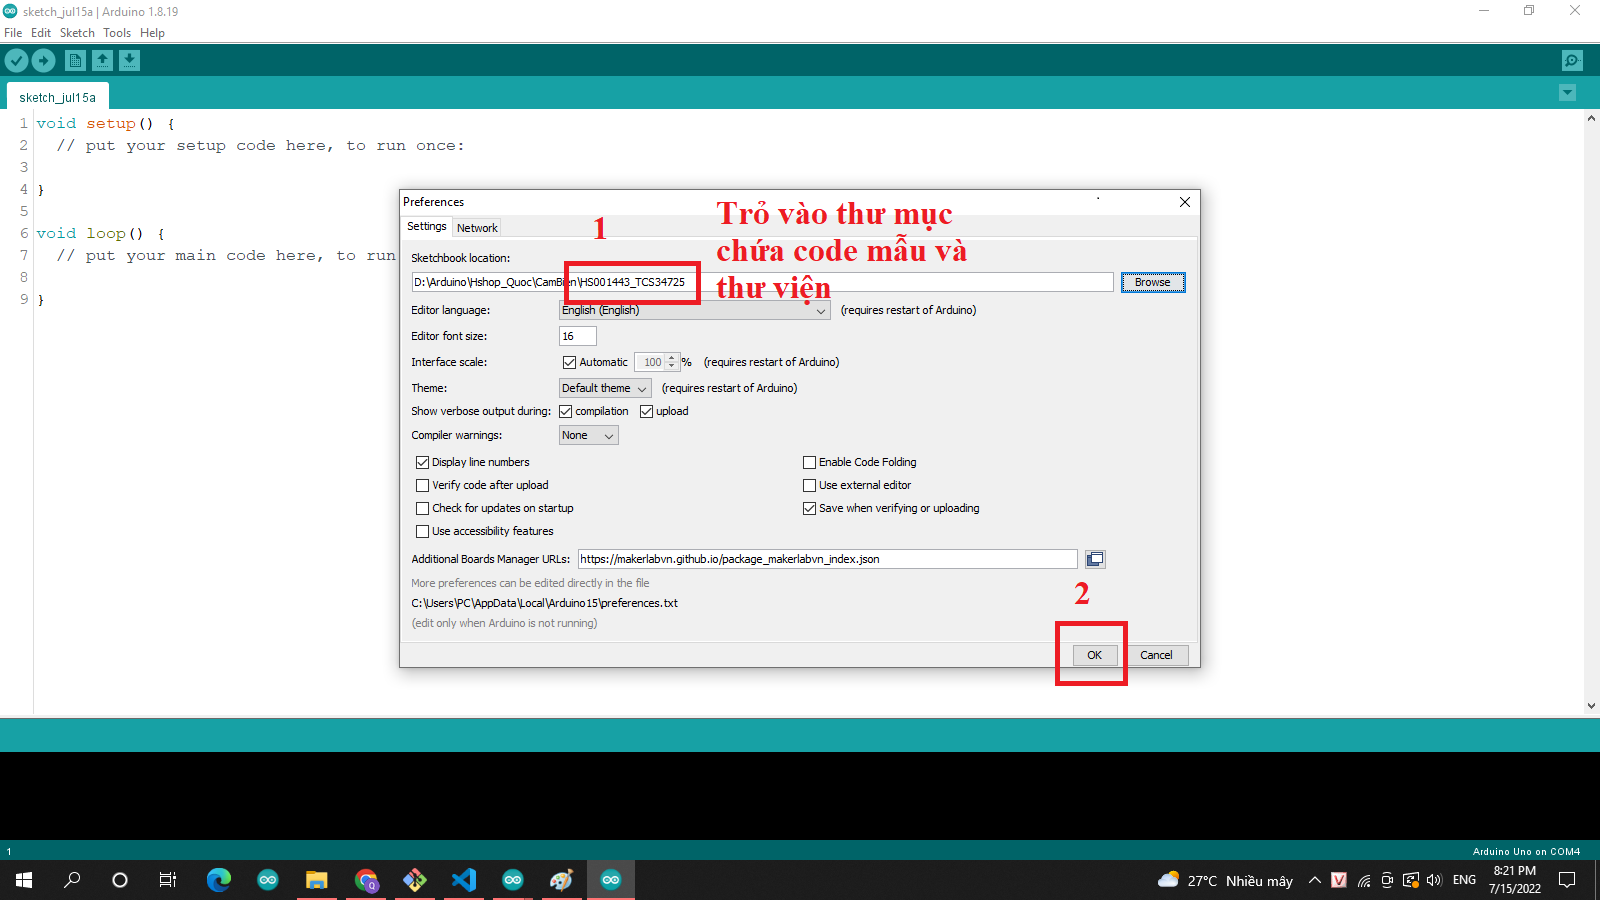 sketch_jul15a | Arduino 1.8.19
File Edit Sketch Tools Help
sketch_jul15a
1 void setup() {
2 // put your setup code here, to run once:
3
4 }
5
6 void loop() {
7 // put your main code here, to run
8
9 }
Preferences
Settings Network
1
Trỏ vào thư mục
chứa code mẫu và
thư viện
Sketchbook location:
D:\Arduino\Hshop_Quoc\CamBien\HS001443_TCS34725 Browse
Editor language: English (English) (requires restart of Arduino)
Editor font size: 16
Interface scale: Automatic 100 % (requires restart of Arduino)
Theme: Default theme (requires restart of Arduino)
Show verbose output during: compilation upload
Compiler warnings: None
Display line numbers Enable Code Folding
Verify code after upload Use external editor
Check for updates on startup Save when verifying or uploading
Use accessibility features
Additional Boards Manager URLs: https://makerlabvn.github.io/package_makerlabvn_index.json
More preferences can be edited directly in the file
C:\Users\PC\AppData\Local\Arduino15\preferences.txt
(edit only when Arduino is not running)
2
OK Cancel
1 Arduino Uno on COM4
27°C Nhiều mây ENG 8:21 PM
7/15/2022